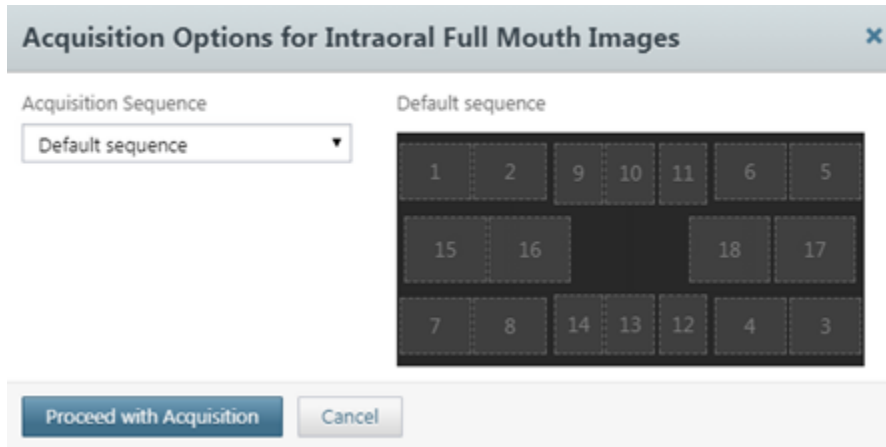 Acquisition Options for Intraoral Full Mouth Images ×
Acquisition Sequence
Default sequence
Default sequence
1 2 9 10 11 6 5
15 16 18 17
7 8 14 13 12 4 3
Proceed with Acquisition Cancel